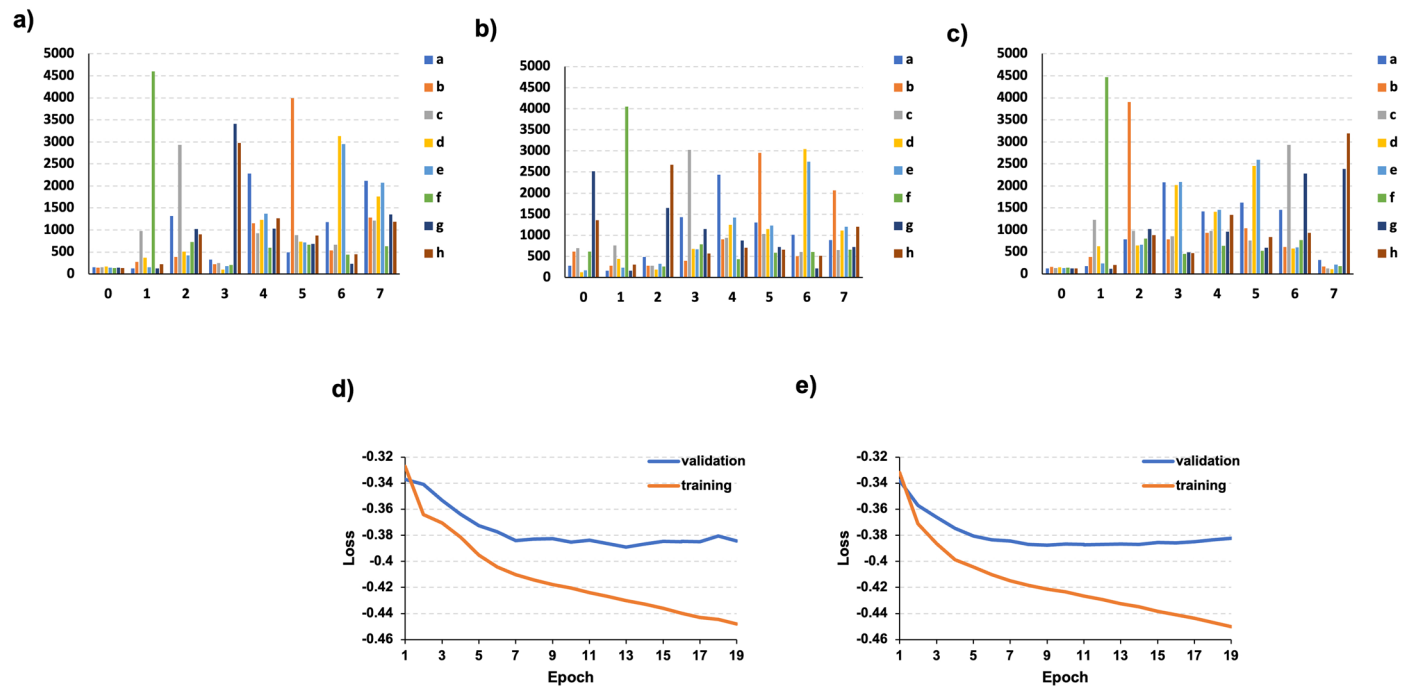 a)
5000
4500
4000
3500
3000
2500
2000
1500
1000
500
0
0 1 2 3 4 5 6 7
a
b
c
d
e
f
g
h
b)
5000
4500
4000
3500
3000
2500
2000
1500
1000
500
0
0 1 2 3 4 5 6 7
a
b
c
d
e
f
g
h
c)
5000
4500
4000
3500
3000
2500
2000
1500
1000
500
0
0 1 2 3 4 5 6 7
a
b
c
d
e
f
g
h
d)
-0.32
-0.34
-0.36
-0.38
-0.4
-0.42
-0.44
-0.46
Loss
1 3 5 7 9 11 13 15 17 19
Epoch
validation
training
e)
-0.32
-0.34
-0.36
-0.38
-0.4
-0.42
-0.44
-0.46
Loss
1 3 5 7 9 11 13 15 17 19
Epoch
validation
training